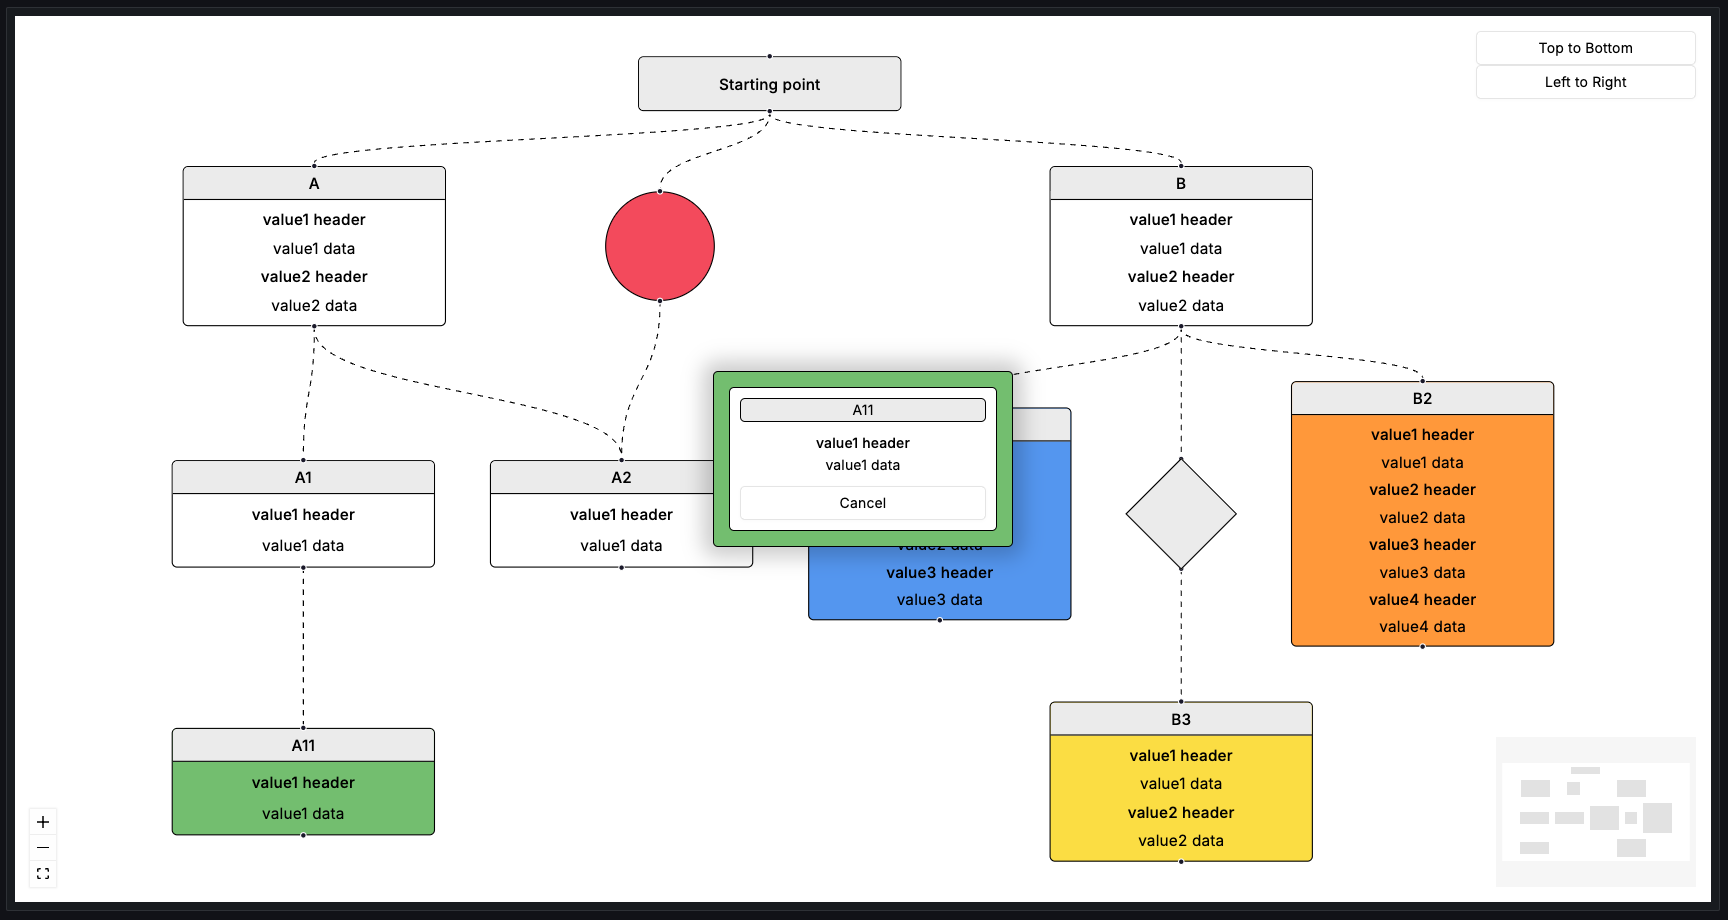 Top to Bottom
Left to Right
Starting point
A
value1 header
value1 data
value2 header
value2 data
B
value1 header
value1 data
value2 header
value2 data
A11
value1 header
value1 data
Cancel
A1
value1 header
value1 data
A2
value1 header
value1 data
value2 data
value3 header
value3 data
B2
value1 header
value1 data
value2 header
value2 data
value3 header
value3 data
value4 header
value4 data
A11
value1 header
value1 data
B3
value1 header
value1 data
value2 header
value2 data